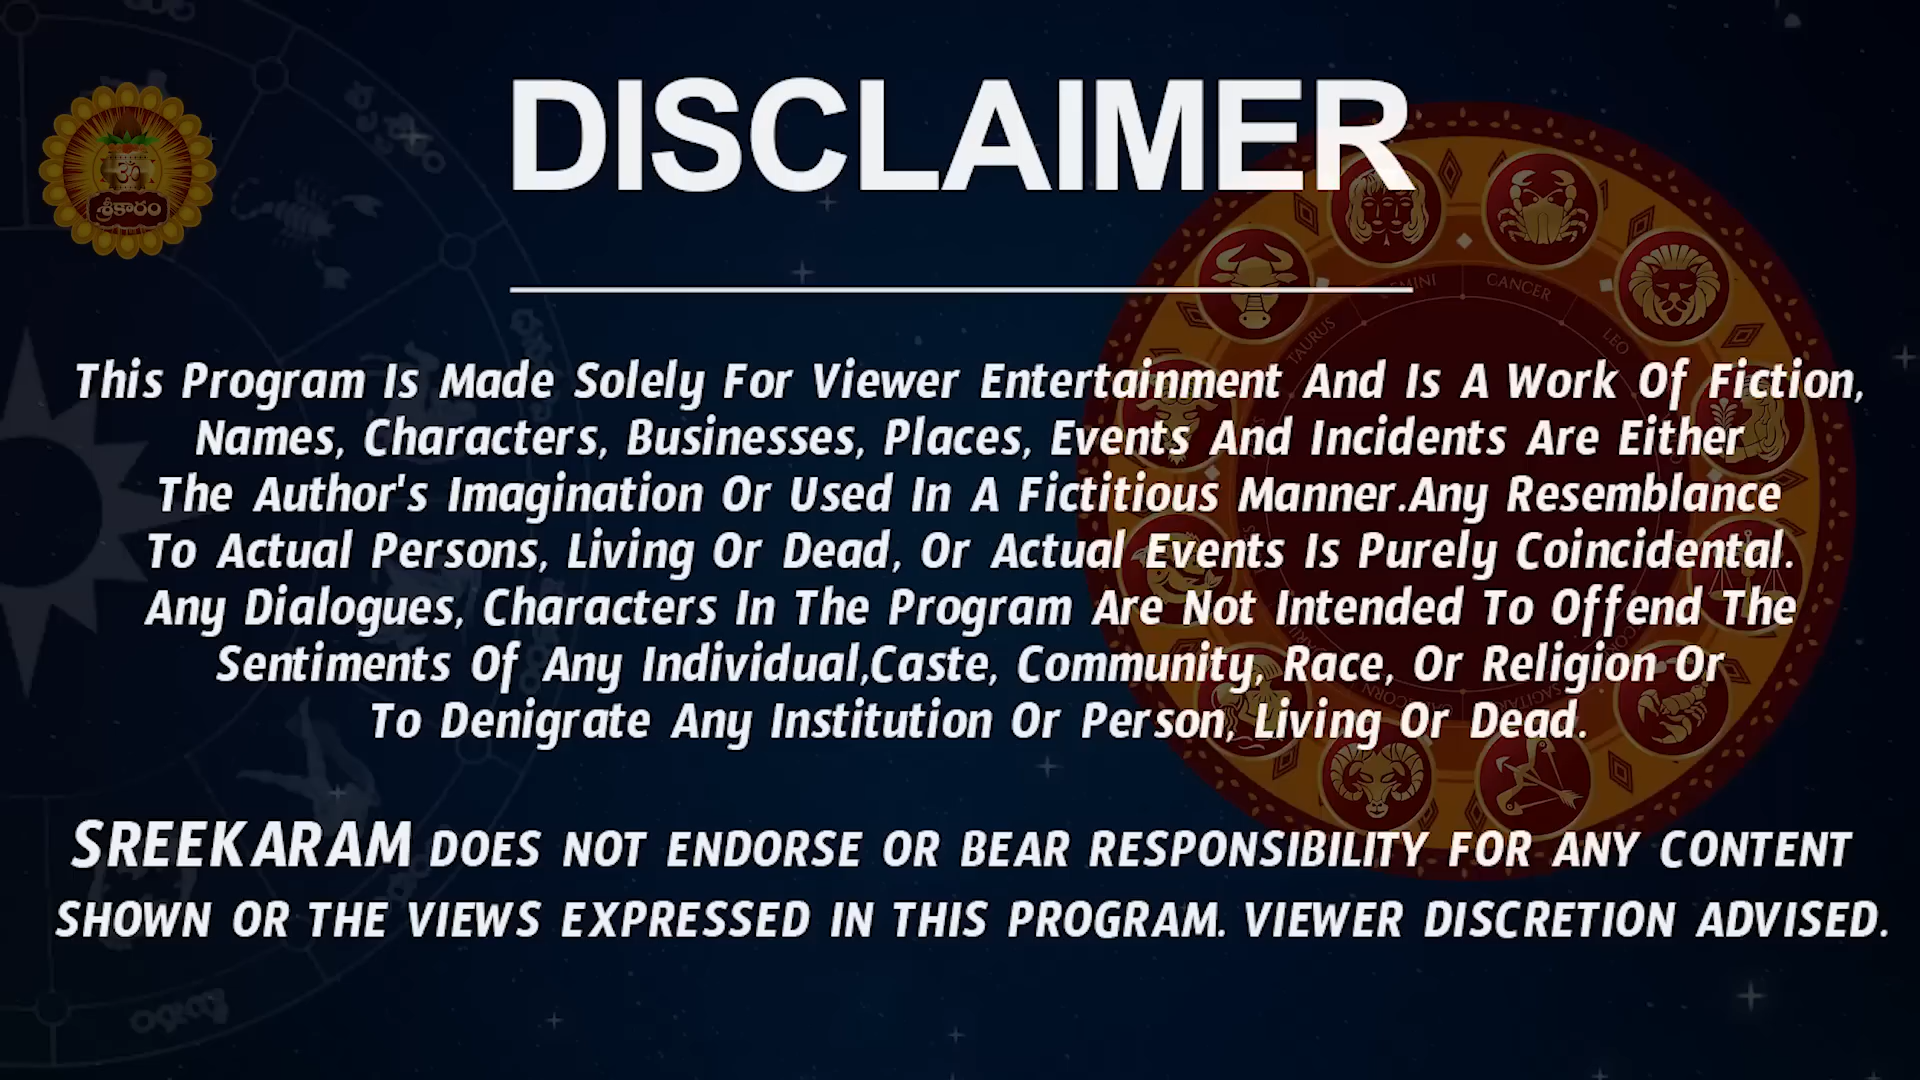 DISCLAIMER
श्रीకారం
MINI
CANCER
TAURUS
LEO
This Program Is Made Solely For Viewer Entertainment And Is A Work Of Fiction,
Names, Characters, Businesses, Places, Events And Incidents Are Either
The Author's Imagination Or Used In A Fictitious Manner.Any Resemblance
To Actual Persons, Living Or Dead, Or Actual Events Is Purely Coincidental.
Any Dialogues, Characters In The Program Are Not Intended To Offend The
Sentiments Of Any Individual,Caste, Community, Race, Or Religion Or
To Denigrate Any Institution Or Person, Living Or Dead.
SREEKARAM DOES NOT ENDORSE OR BEAR RESPONSIBILITY FOR ANY CONTENT
SHOWN OR THE VIEWS EXPRESSED IN THIS PROGRAM. VIEWER DISCRETION ADVISED.